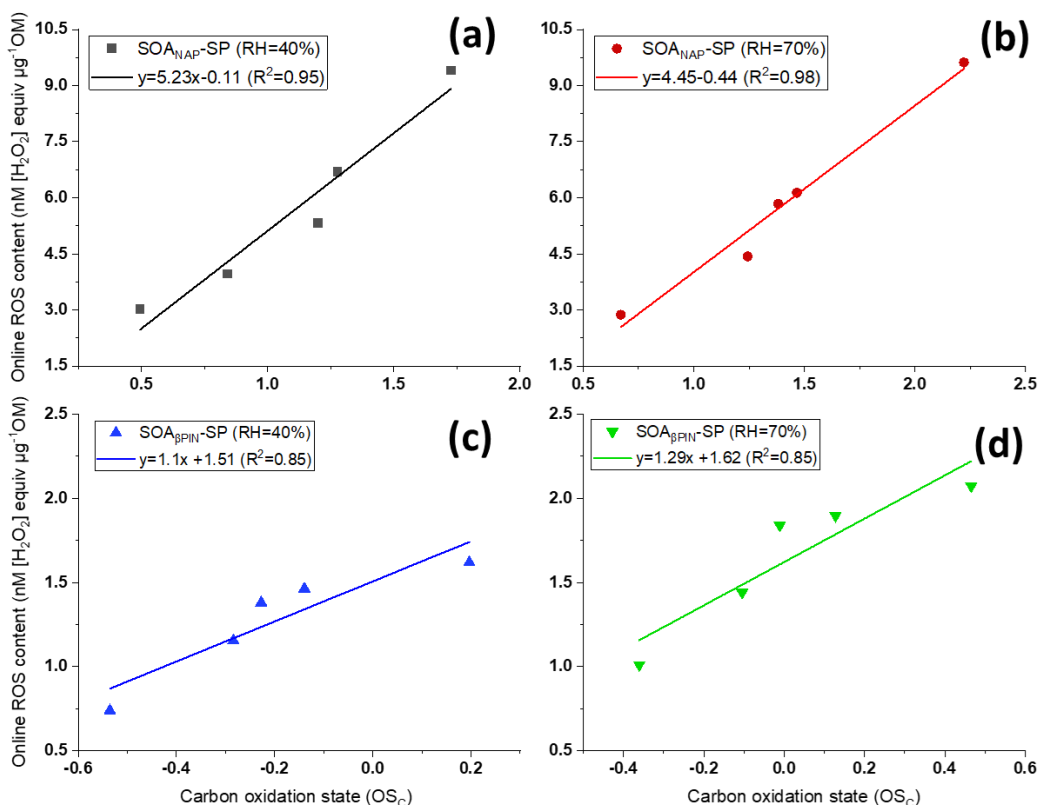 (a)
SOA_NAP-SP (RH=40%)
y=5.23x-0.11 (R²=0.95)
10.5
9.0
7.5
6.0
4.5
3.0
1.5
0.5
1.0
1.5
2.0
Online ROS content (nM [H₂O₂] equiv µg⁻¹OM)
(b)
SOA_NAP-SP (RH=70%)
y=4.45-0.44 (R²=0.98)
10.5
9.0
7.5
6.0
4.5
3.0
1.5
0.5
1.0
1.5
2.0
2.5
(c)
SOA_βPIN-SP (RH=40%)
y=1.1x +1.51 (R²=0.85)
2.5
2.0
1.5
1.0
0.5
-0.6
-0.4
-0.2
0.0
0.2
Online ROS content (nM [H₂O₂] equiv µg⁻¹OM)
Carbon oxidation state (OS_C)
(d)
SOA_βPIN-SP (RH=70%)
y=1.29x +1.62 (R²=0.85)
2.5
2.0
1.5
1.0
0.5
-0.4
-0.2
0.0
0.2
0.4
0.6
Carbon oxidation state (OS_C)